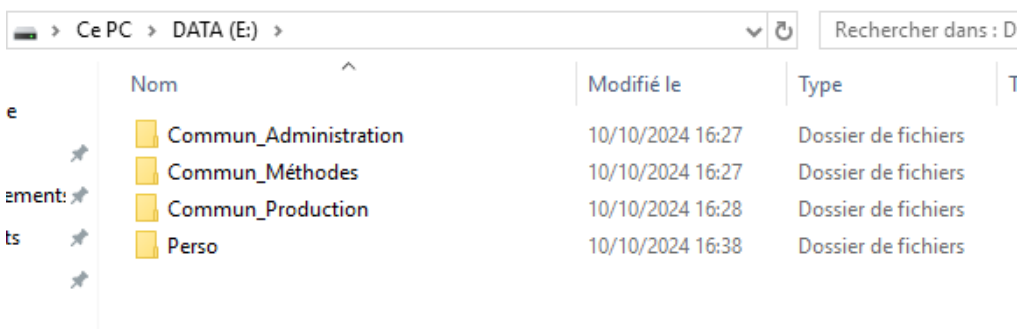 Ce PC > DATA (E:) >
Rechercher dans : D
Nom Modifié le Type T
e
Commun_Administration 10/10/2024 16:27 Dossier de fichiers
Commun_Méthodes 10/10/2024 16:27 Dossier de fichiers
ements
Commun_Production 10/10/2024 16:28 Dossier de fichiers
ts
Perso 10/10/2024 16:38 Dossier de fichiers